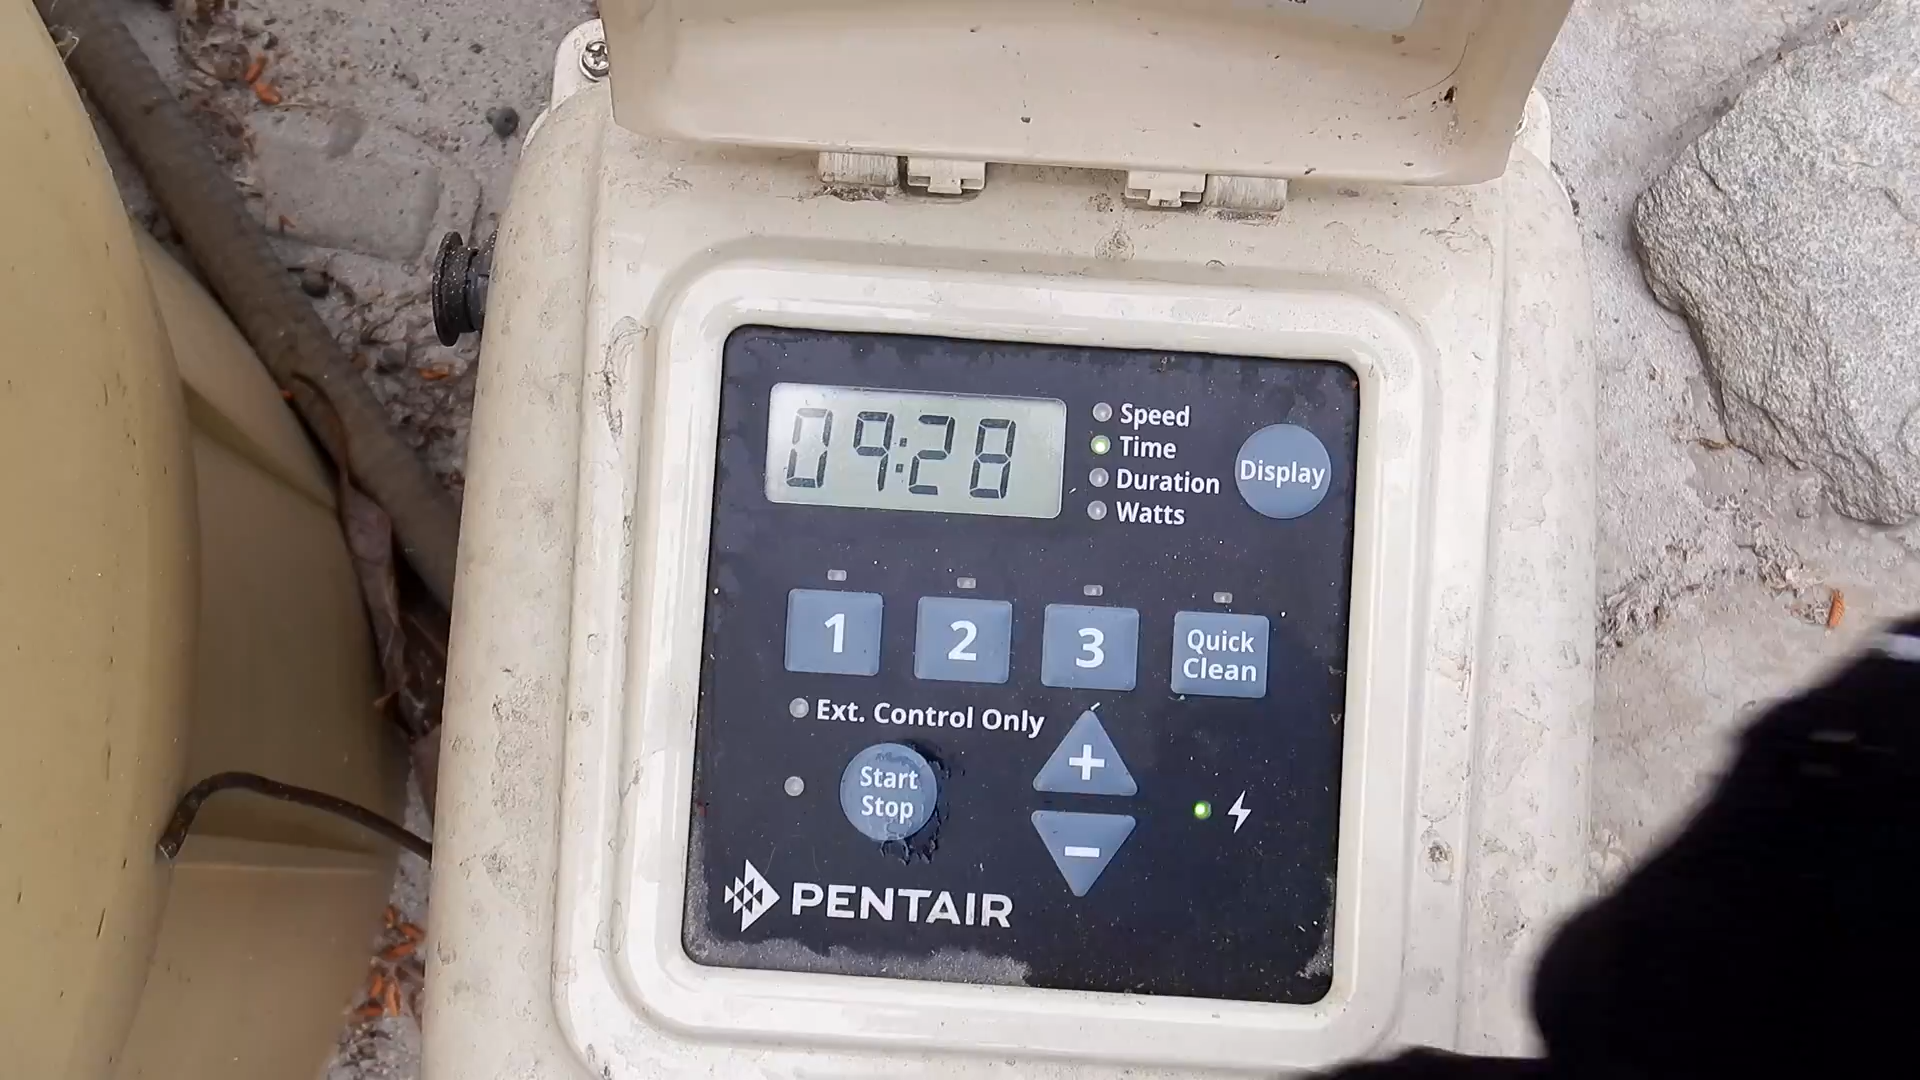 09:28
Speed
Time
Duration
Watts
Display
1
2
3
Quick
Clean
Ext. Control Only
+
Start
Stop
-
PENTAIR